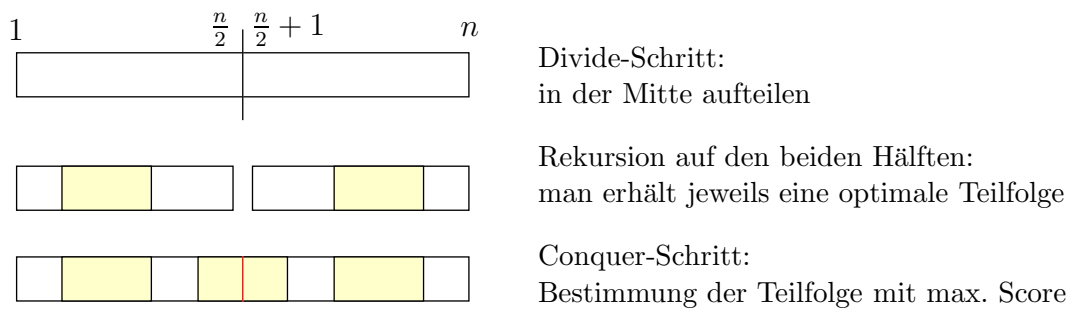 1 n/2 n/2 + 1 n
Divide-Schritt:
in der Mitte aufteilen
Rekursion auf den beiden Hälften:
man erhält jeweils eine optimale Teilfolge
Conquer-Schritt:
Bestimmung der Teilfolge mit max. Score